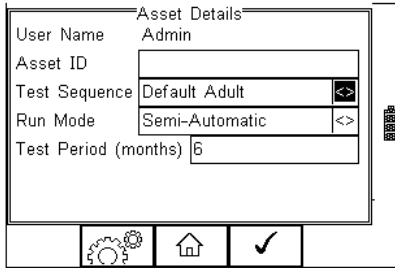 Asset Details
User Name Admin
Asset ID
Test Sequence Default Adult <>
Run Mode Semi-Automatic <>
Test Period (months) 6